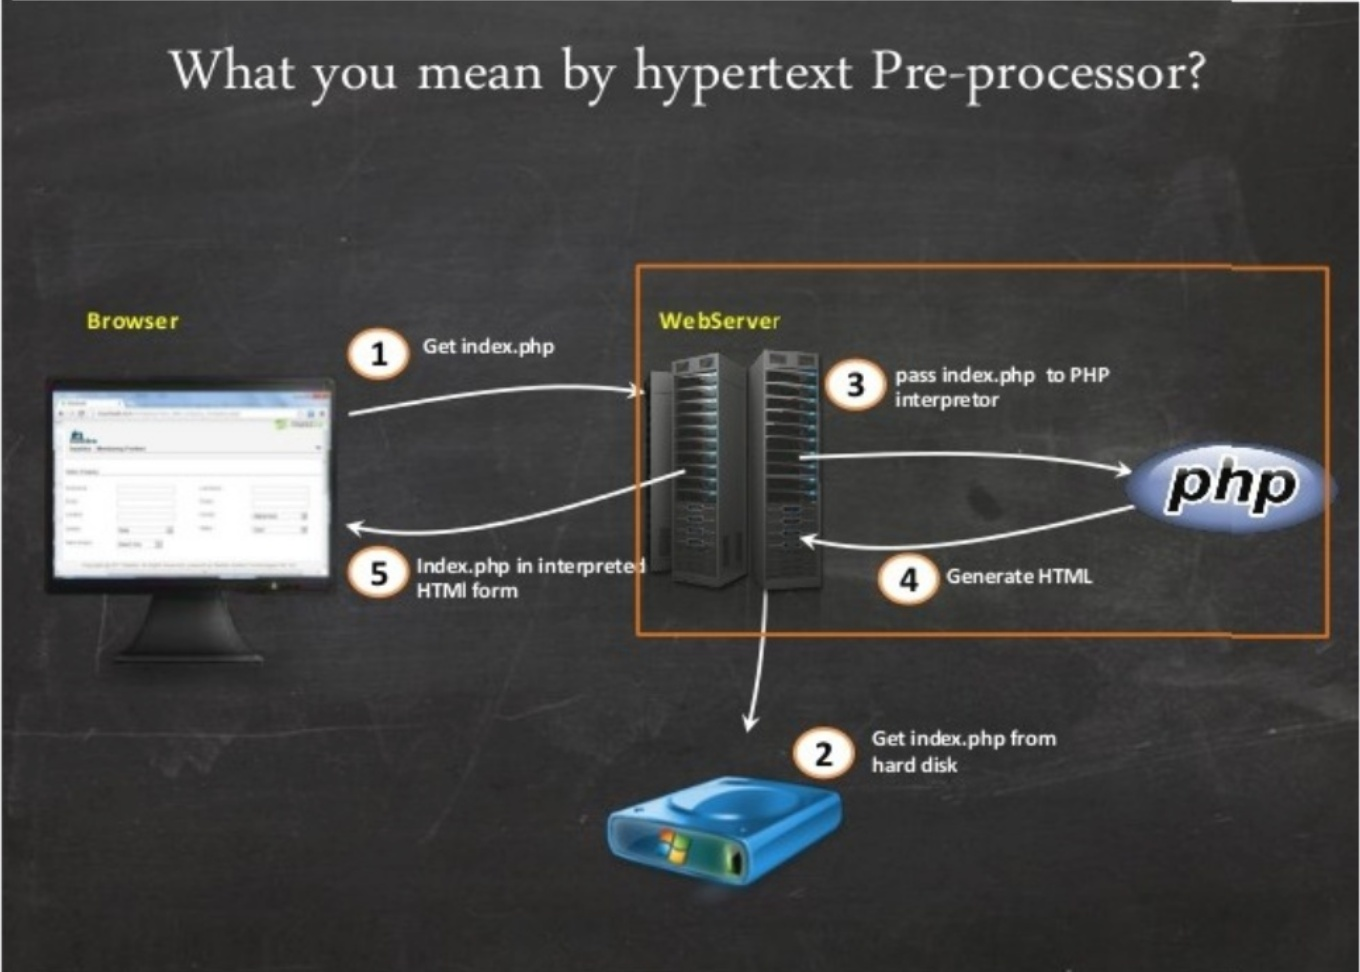 What you mean by hypertext Pre-processor?
Browser
WebServer
1
Get index.php
3
pass index.php to PHP
interpretor
php
5
Index.php in interpreted
HTMl form
4
Generate HTML
2
Get index.php from
hard disk